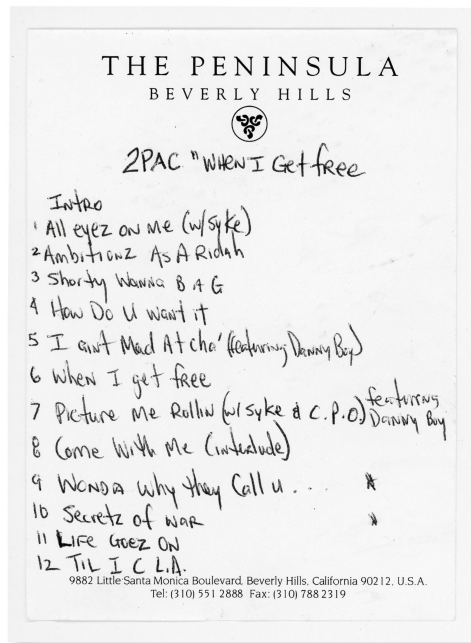 THE PENINSULA
BEVERLY HILLS
2PAC "WHEN I Get free
Intro
1 All eyez on me (w/syke)
2 Ambitionz As A Ridah
3 Shorty Wanna B A G
4 How Do U want it
5 I aint Mad At cha' (featuring Danny Boy)
6 When I get free
7 Picture Me Rollin (w/ syke & C.P.O.) featuring Danny Boy
8 Come With Me (interlude)
9 WONDA Why they Call u . . . .
10 Secretz of WAR
11 LIFE GOEZ ON
12 TIL I C L.A.
9882 Little Santa Monica Boulevard, Beverly Hills, California 90212, U.S.A.
Tel: (310) 551 2888 Fax: (310) 788 2319